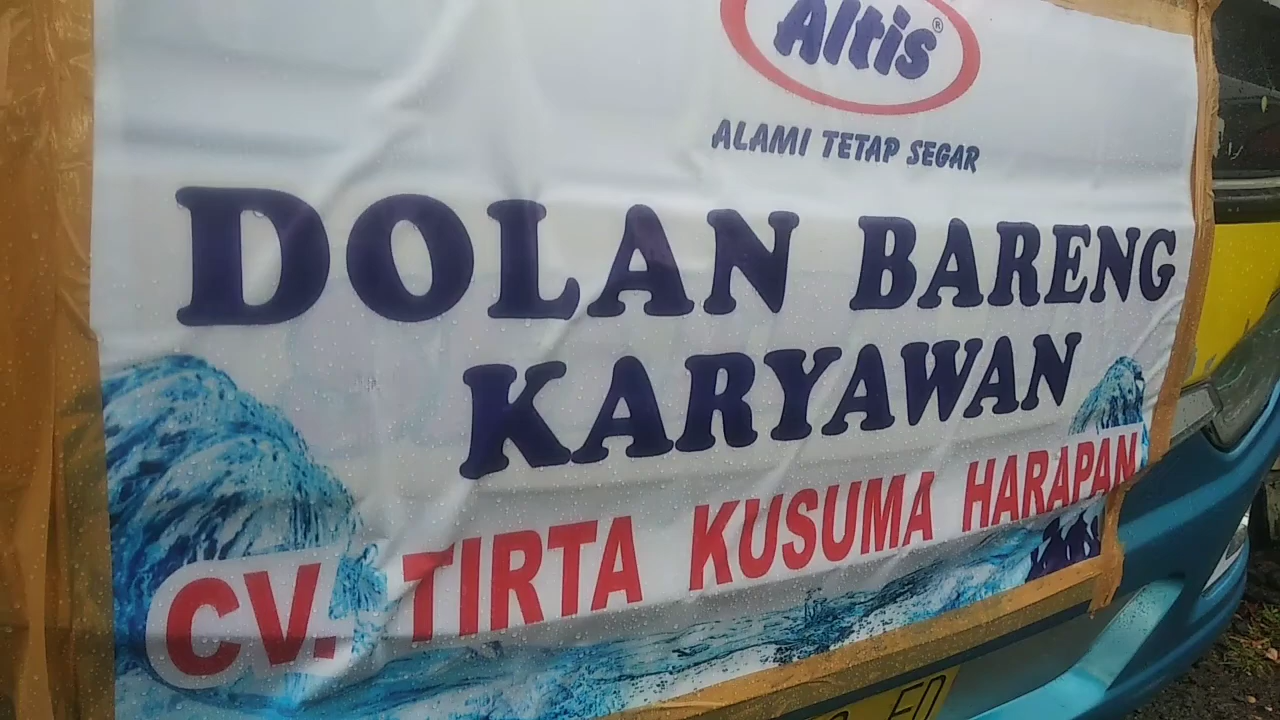 Altis®
ALAMI TETAP SEGAR
DOLAN BARENG
KARYAWAN
CV. TIRTA KUSUMA HARAPAN